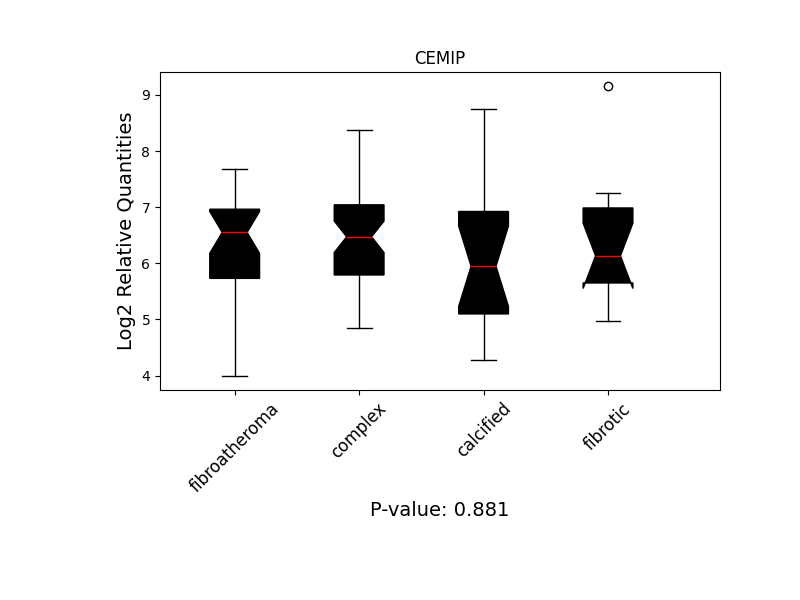 CEMIP
Log2 Relative Quantities
9
8
7
6
5
4
fibroatheroma
complex
calcified
fibrotic
P-value: 0.881